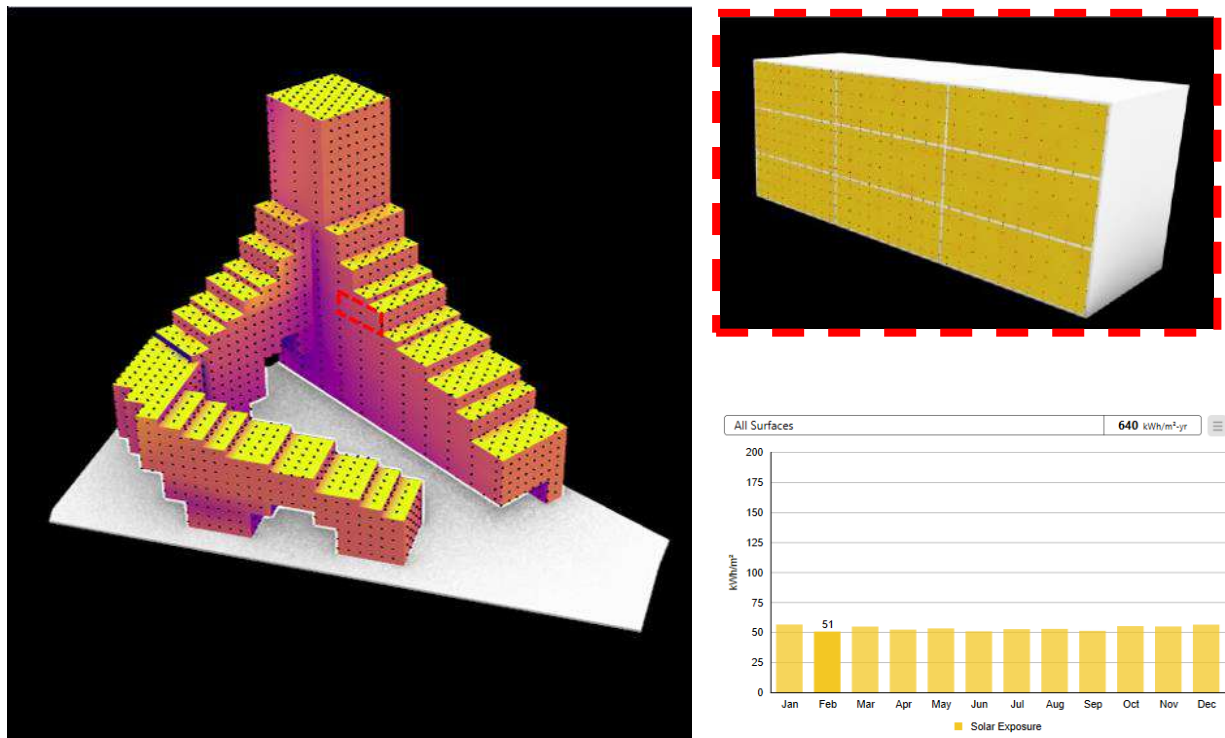 All Surfaces 640 kWh/m²-yr
200
175
150
125
100
75
50
25
0
kWh/m²
51
Jan Feb Mar Apr May Jun Jul Aug Sep Oct Nov Dec
Solar Exposure